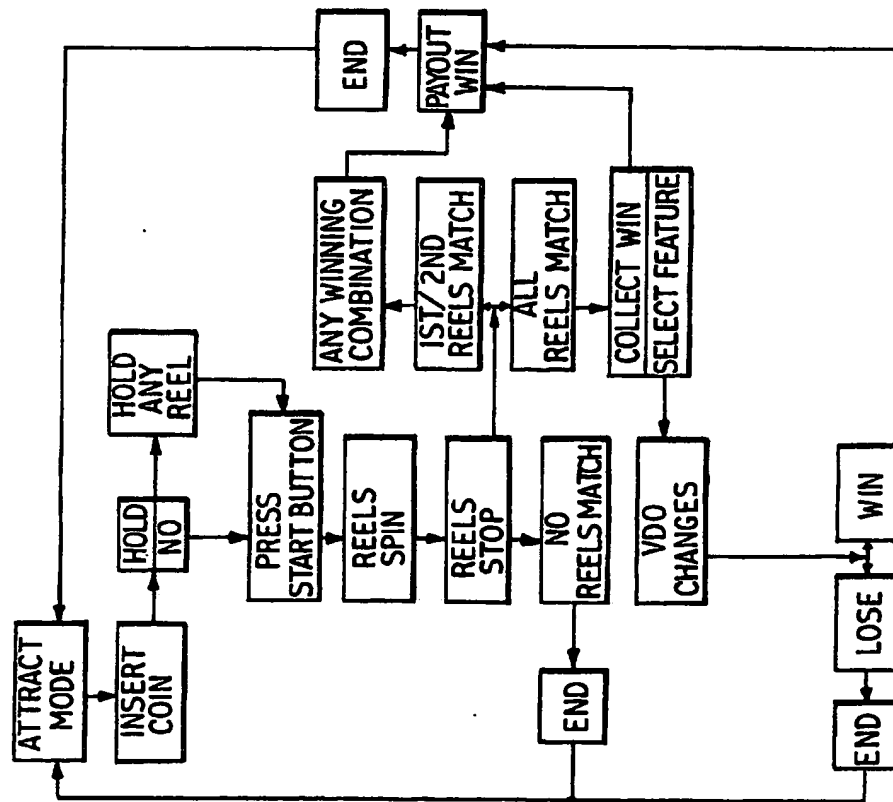 ATTRACT
MODE
INSERT
COIN
HOLD
NO
HOLD
ANY
REEL
PRESS
START BUTTON
REELS
SPIN
REELS
STOP
NO
REELS MATCH
END
ANY WINNING
COMBINATION
1ST/2ND
REELS MATCH
ALL
REELS MATCH
COLLECT WIN
SELECT FEATURE
PAYOUT
WIN
END
VDO
CHANGES
WIN
LOSE
END